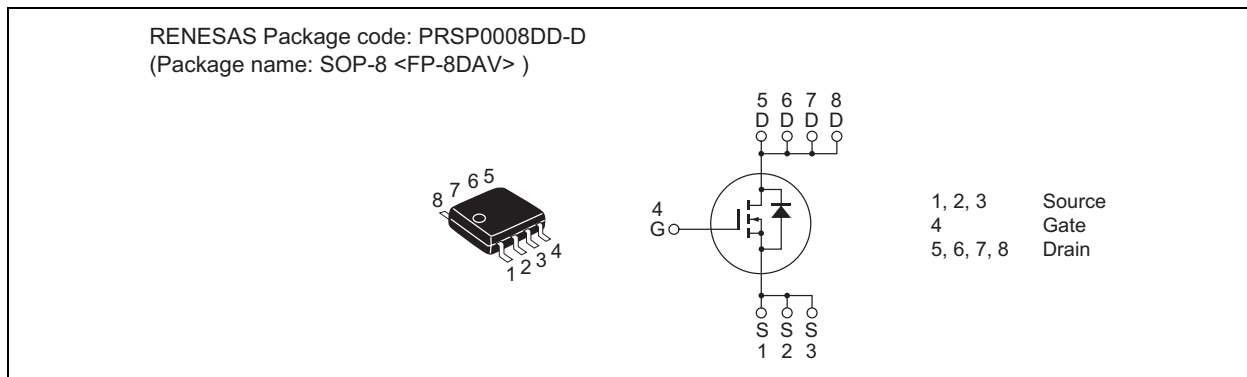 RENESAS Package code: PRSP0008DD-D
(Package name: SOP-8 <FP-8DAV> )
8 7 6 5
1 2 3 4
5 6 7 8
D D D D
4
G
S S S
1 2 3
1, 2, 3 Source
4 Gate
5, 6, 7, 8 Drain